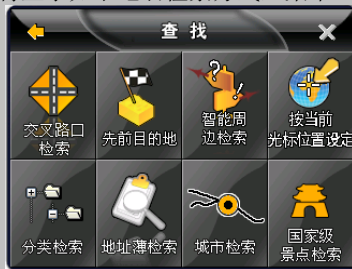 查 找
交叉路口
检索
先前目的地
智能周
边检索
按当前
光标位置设定
分类检索
地址薄检索
城市检索
国家级
景点检索